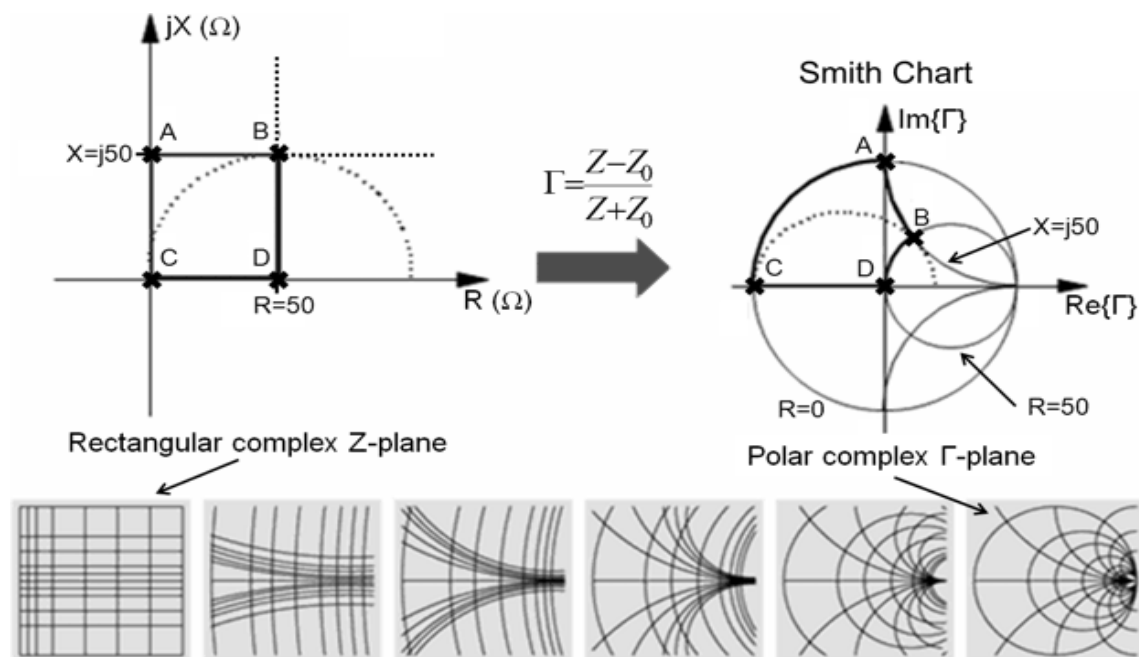 jX (Ω)
A
B
X=j50
C
D
R=50
R (Ω)
Γ=Z−Z0/Z+Z0
Smith Chart
Im{Γ}
A
B
X=j50
C
D
Re{Γ}
R=0
R=50
Rectangular complex Z-plane
Polar complex Γ-plane